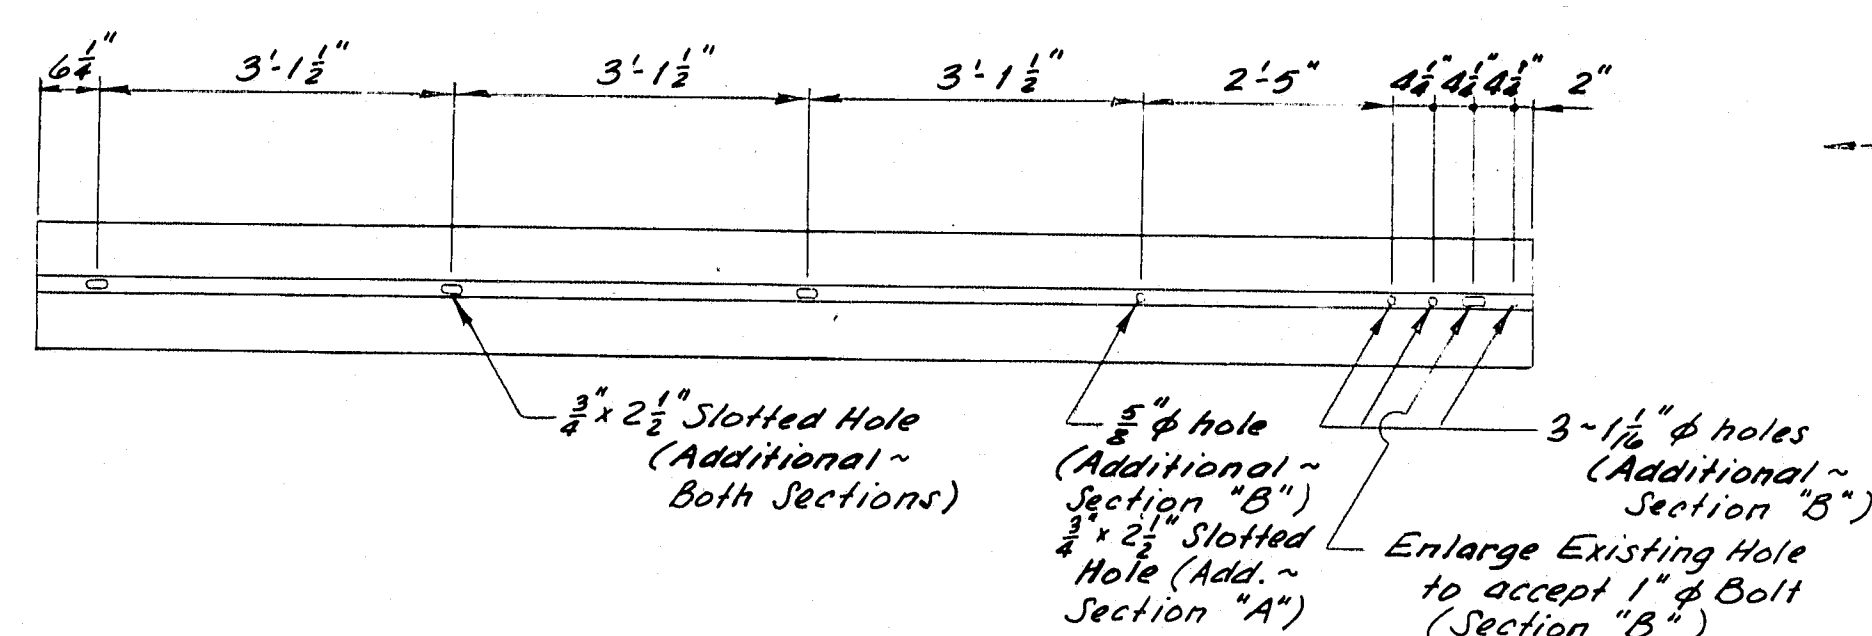 6 1/4" 3'-1 1/2" 3'-1 1/2" 3'-1 1/2" 2'-5" 4 1/4" 4 1/4" 4 1/4" 2"
3/4" x 2 1/2" Slotted Hole
(Additional ~
Both Sections)
5/8" ϕ hole
(Additional ~
Section "B")
3/4" x 2 1/2" Slotted
Hole (Add. ~
Section "A")
3 ~ 1 1/16" ϕ holes
(Additional ~
Section "B")
Enlarge Existing Hole
to accept 1" ϕ Bolt
(Section "B")